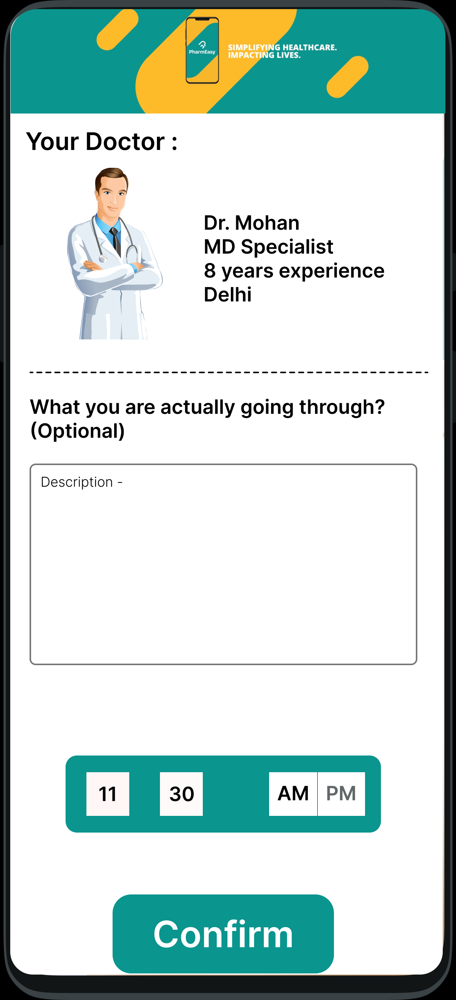 PharmEasy
SIMPLIFYING HEALTHCARE.
IMPACTING LIVES.
Your Doctor :
Dr. Mohan
MD Specialist
8 years experience
Delhi
What you are actually going through?
(Optional)
Description -
11 30 AM PM
Confirm